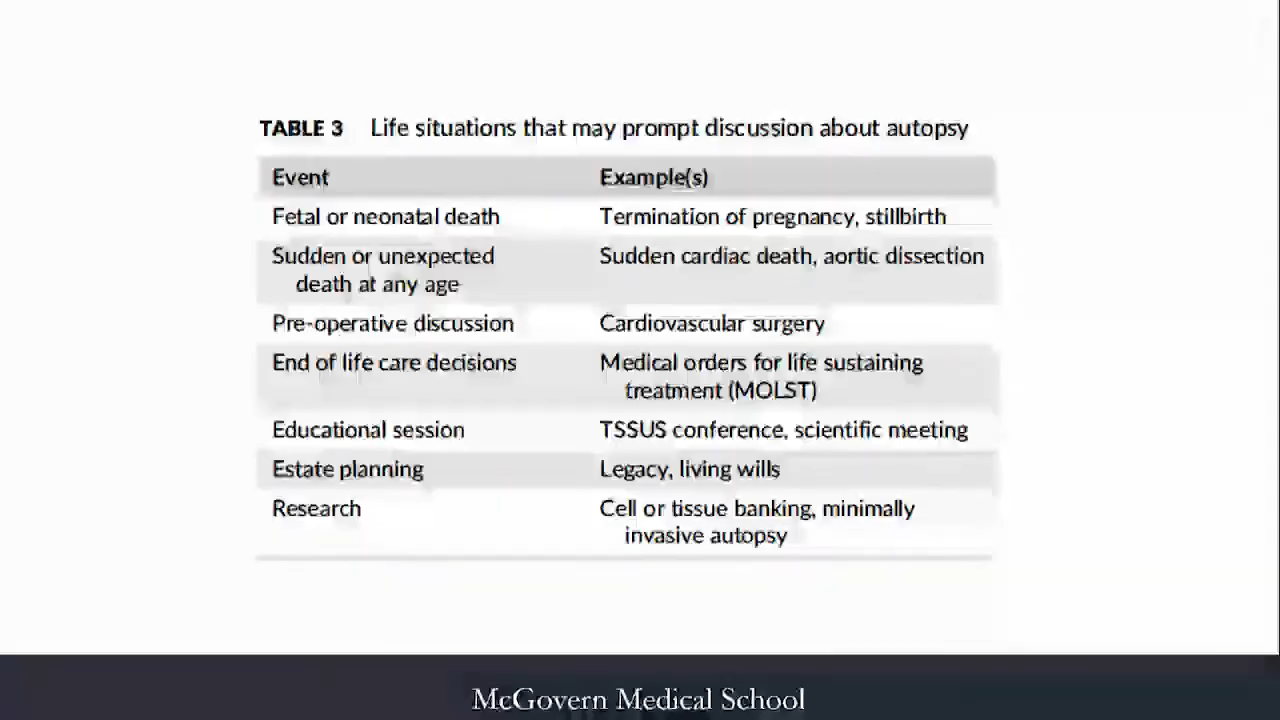 TABLE 3 Life situations that may prompt discussion about autopsy
Event Example(s)
Fetal or neonatal death Termination of pregnancy, stillbirth
Sudden or unexpected Sudden cardiac death, aortic dissection
death at any age
Pre-operative discussion Cardiovascular surgery
End of life care decisions Medical orders for life sustaining
treatment (MOLST)
Educational session TSSUS conference, scientific meeting
Estate planning Legacy, living wills
Research Cell or tissue banking, minimally
invasive autopsy
McGovern Medical School